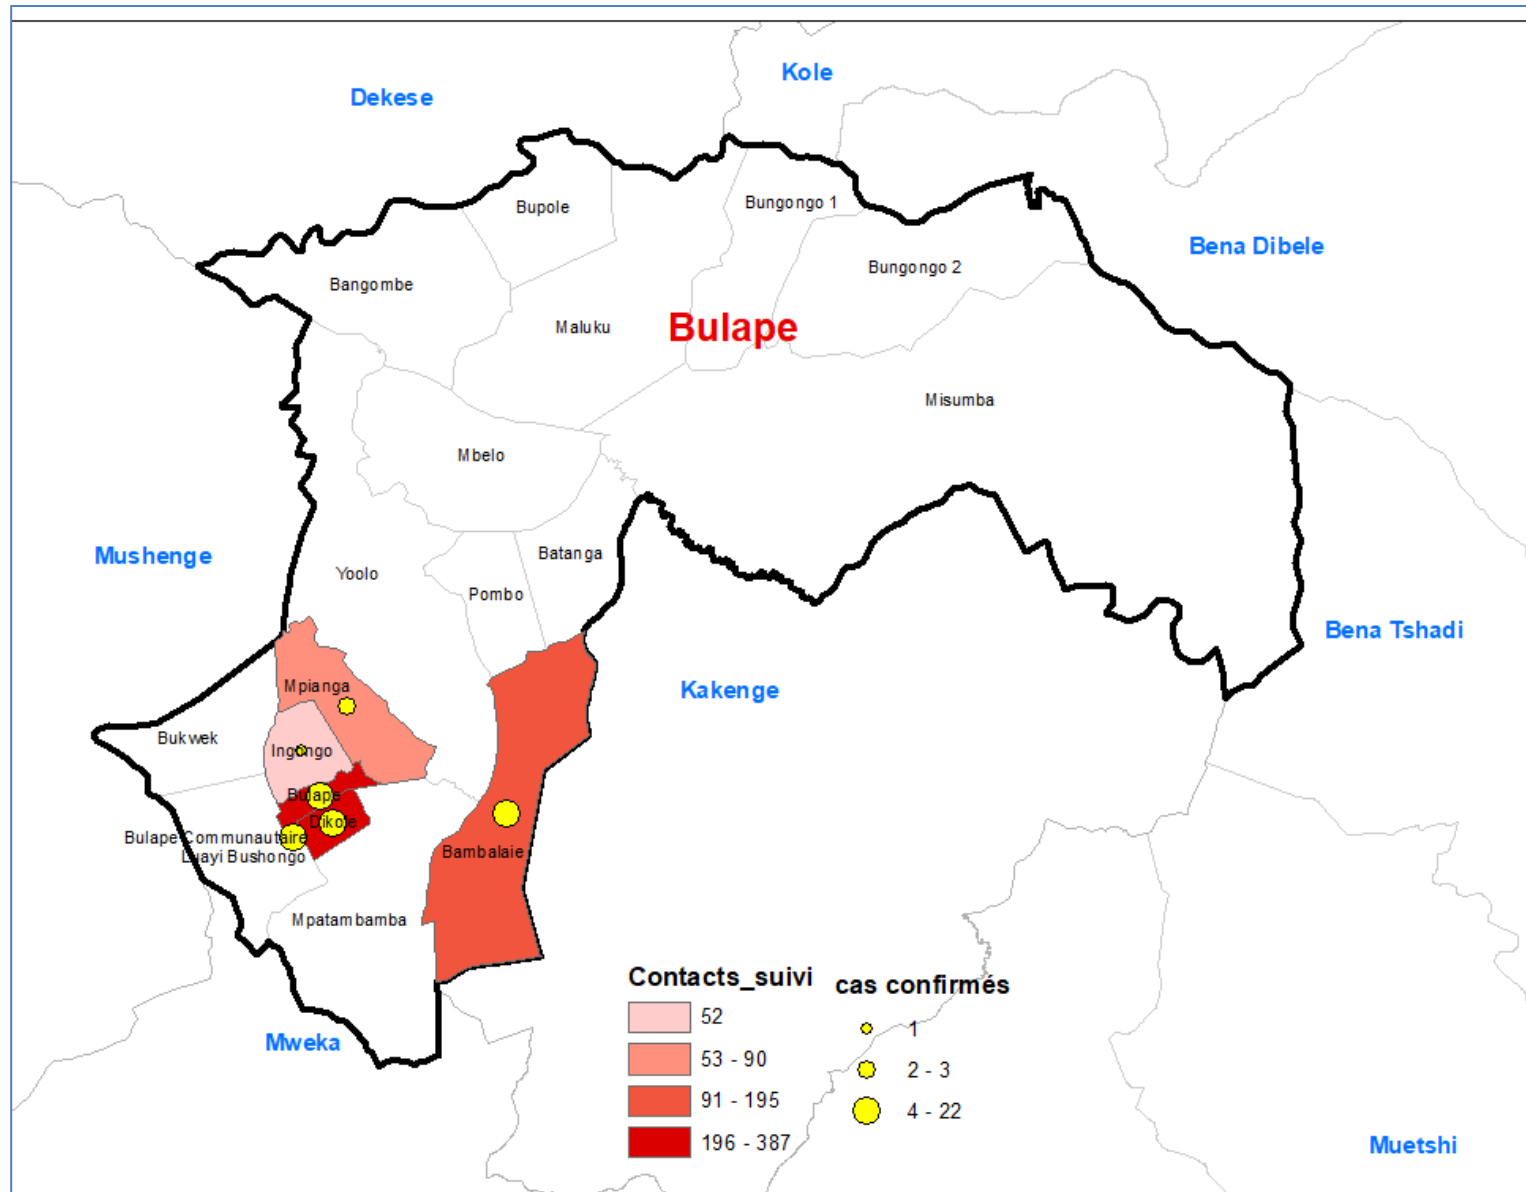 Kole
Dekese
Bupole
Bungongo 1
Bena Dibele
Bungongo 2
Bangombe
Maluku
Bulape
Misumba
Mbelo
Mushenge
Batanga
Yoolo
Pombo
Bena Tshadi
Mpianga
Kakenge
Bukwek
Ingongo
Bulape
Dikole
Bulape Communautaire
Luayi Bushongo
Bambalaie
Mpatambamba
Mweka
Contacts_suivi
52
53 - 90
91 - 195
196 - 387
cas confirmés
1
2 - 3
4 - 22
Muetshi